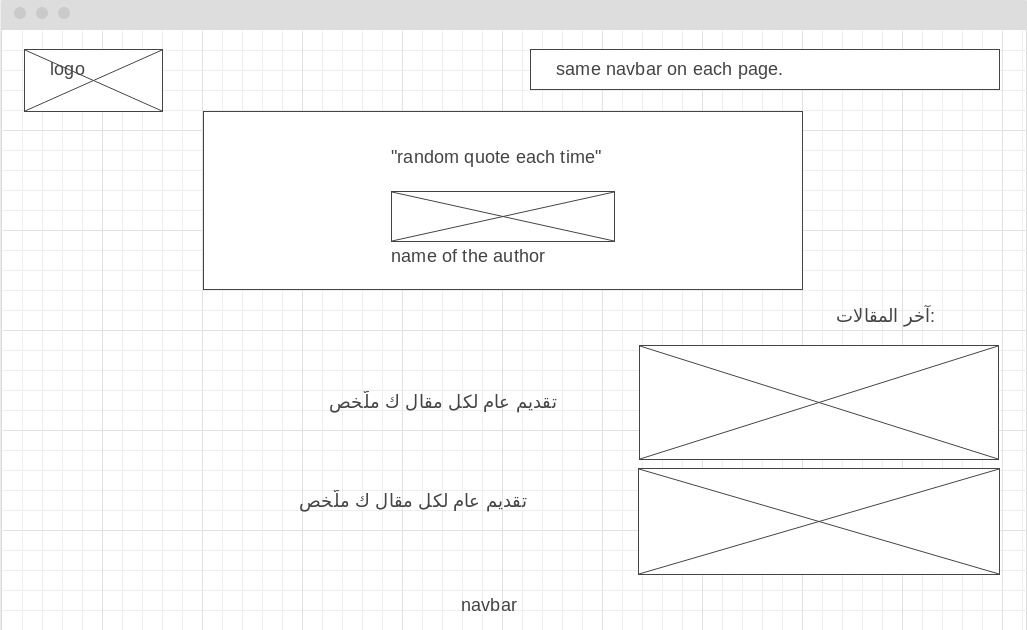 logo
same navbar on each page.
"random quote each time"
name of the author
آخر المقالات:
تقديم عام لكل مقال ك ملّخص
تقديم عام لكل مقال ك ملّخص
navbar